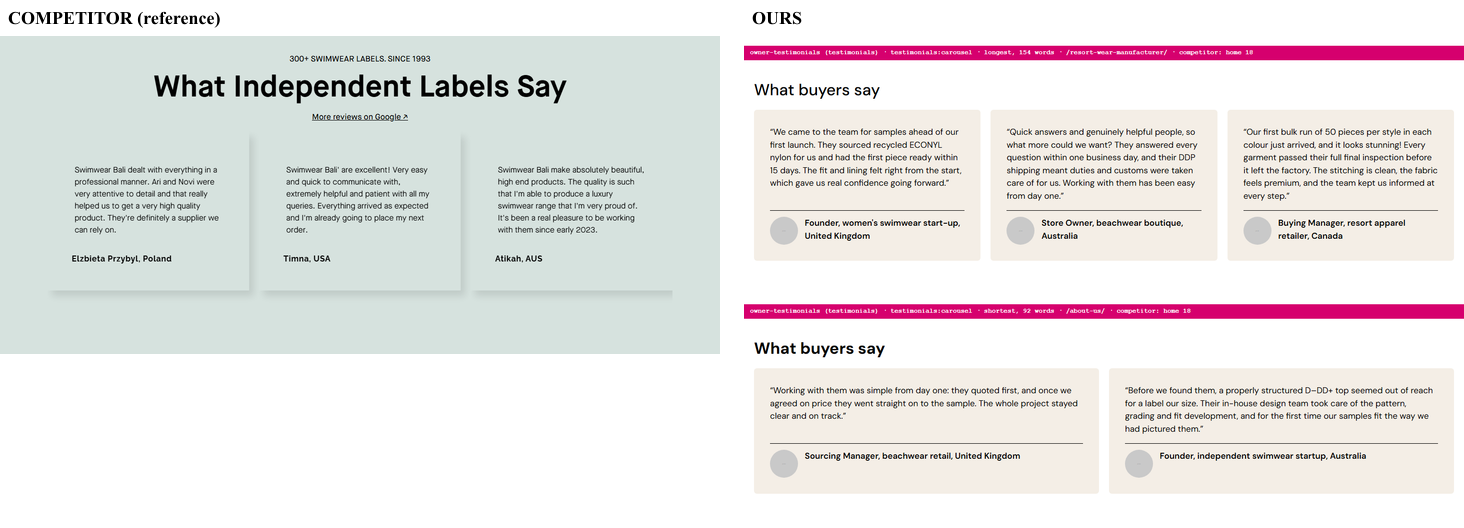 COMPETITOR (reference)
300+ SWIMWEAR LABELS. SINCE 1993
What Independent Labels Say
More reviews on Google ↗
Swimwear Bali dealt with everything in a
professional manner. Ari and Novi were
very attentive to detail and that really
helped us to get a very high quality
product. They're definitely a supplier we
can rely on.
Elzbieta Przybyl, Poland
Swimwear Bali' are excellent! Very easy
and quick to communicate with,
extremely helpful and patient with all my
queries. Everything arrived as expected
and I'm already going to place my next
order.
Timna, USA
Swimwear Bali make absolutely beautiful,
high end products. The quality is such
that I'm able to produce a luxury
swimwear range that I'm very proud of.
It's been a real pleasure to be working
with them since early 2023.
Atikah, AUS
OURS
owner-testimonials (testimonials) · testimonials:carousel · longest, 154 words · /resort-wear-manufacturer/ · competitor: home 18
What buyers say
“We came to the team for samples ahead of our
first launch. They sourced recycled ECONYL
nylon for us and had the first piece ready within
15 days. The fit and lining felt right from the start,
which gave us real confidence going forward.”
Founder, women's swimwear start-up,
United Kingdom
“Quick answers and genuinely helpful people, so
what more could we want? They answered every
question within one business day, and their DDP
shipping meant duties and customs were taken
care of for us. Working with them has been easy
from day one.”
Store Owner, beachwear boutique,
Australia
“Our first bulk run of 50 pieces per style in each
colour just arrived, and it looks stunning! Every
garment passed their full final inspection before
it left the factory. The stitching is clean, the fabric
feels premium, and the team kept us informed at
every step.”
Buying Manager, resort apparel
retailer, Canada
owner-testimonials (testimonials) · testimonials:carousel · shortest, 92 words · /about-us/ · competitor: home 18
What buyers say
“Working with them was simple from day one: they quoted first, and once we
agreed on price they went straight on to the sample. The whole project stayed
clear and on track.”
Sourcing Manager, beachwear retail, United Kingdom
“Before we found them, a properly structured D–DD+ top seemed out of reach
for a label our size. Their in-house design team took care of the pattern,
grading and fit development, and for the first time our samples fit the way we
had pictured them.”
Founder, independent swimwear startup, Australia